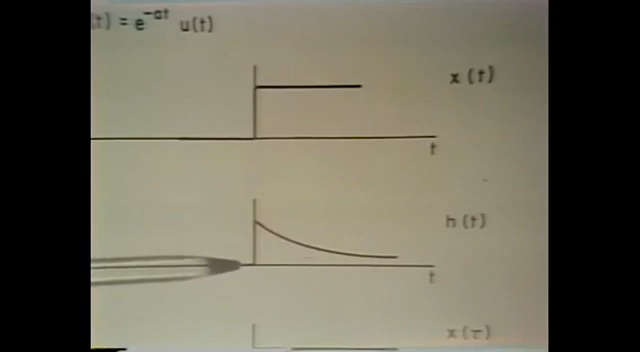 (t) = e^-at u(t)
x(t)
t
h(t)
t
x(τ)